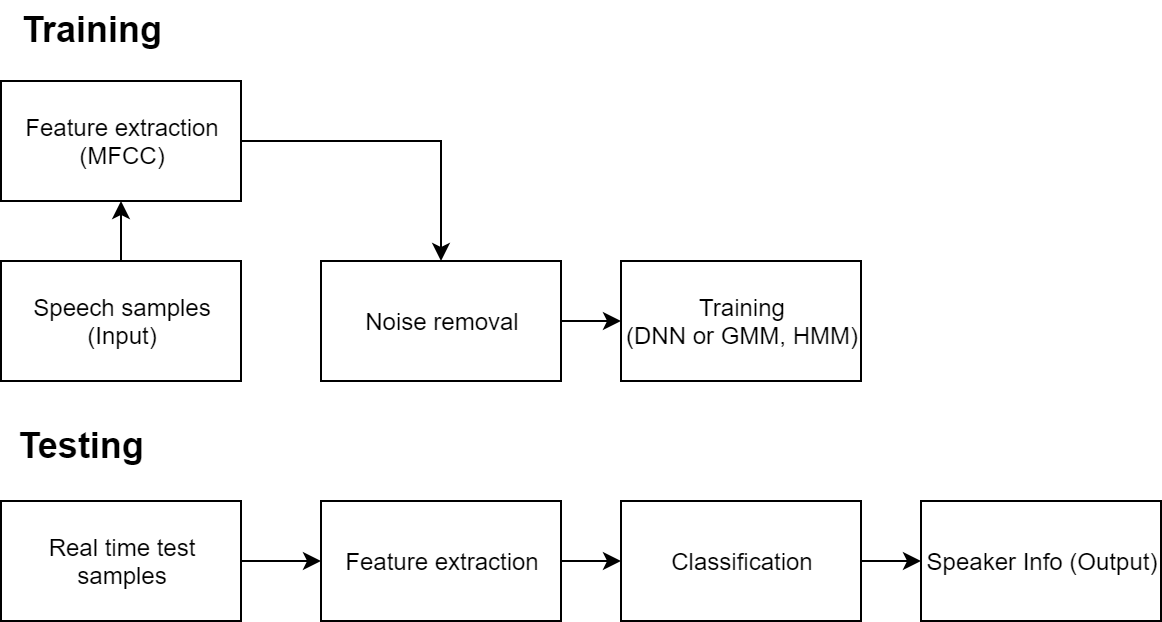 Training
Feature extraction
(MFCC)
Speech samples
(Input)
Noise removal
Training
(DNN or GMM, HMM)
Testing
Real time test
samples
Feature extraction
Classification
Speaker Info (Output)